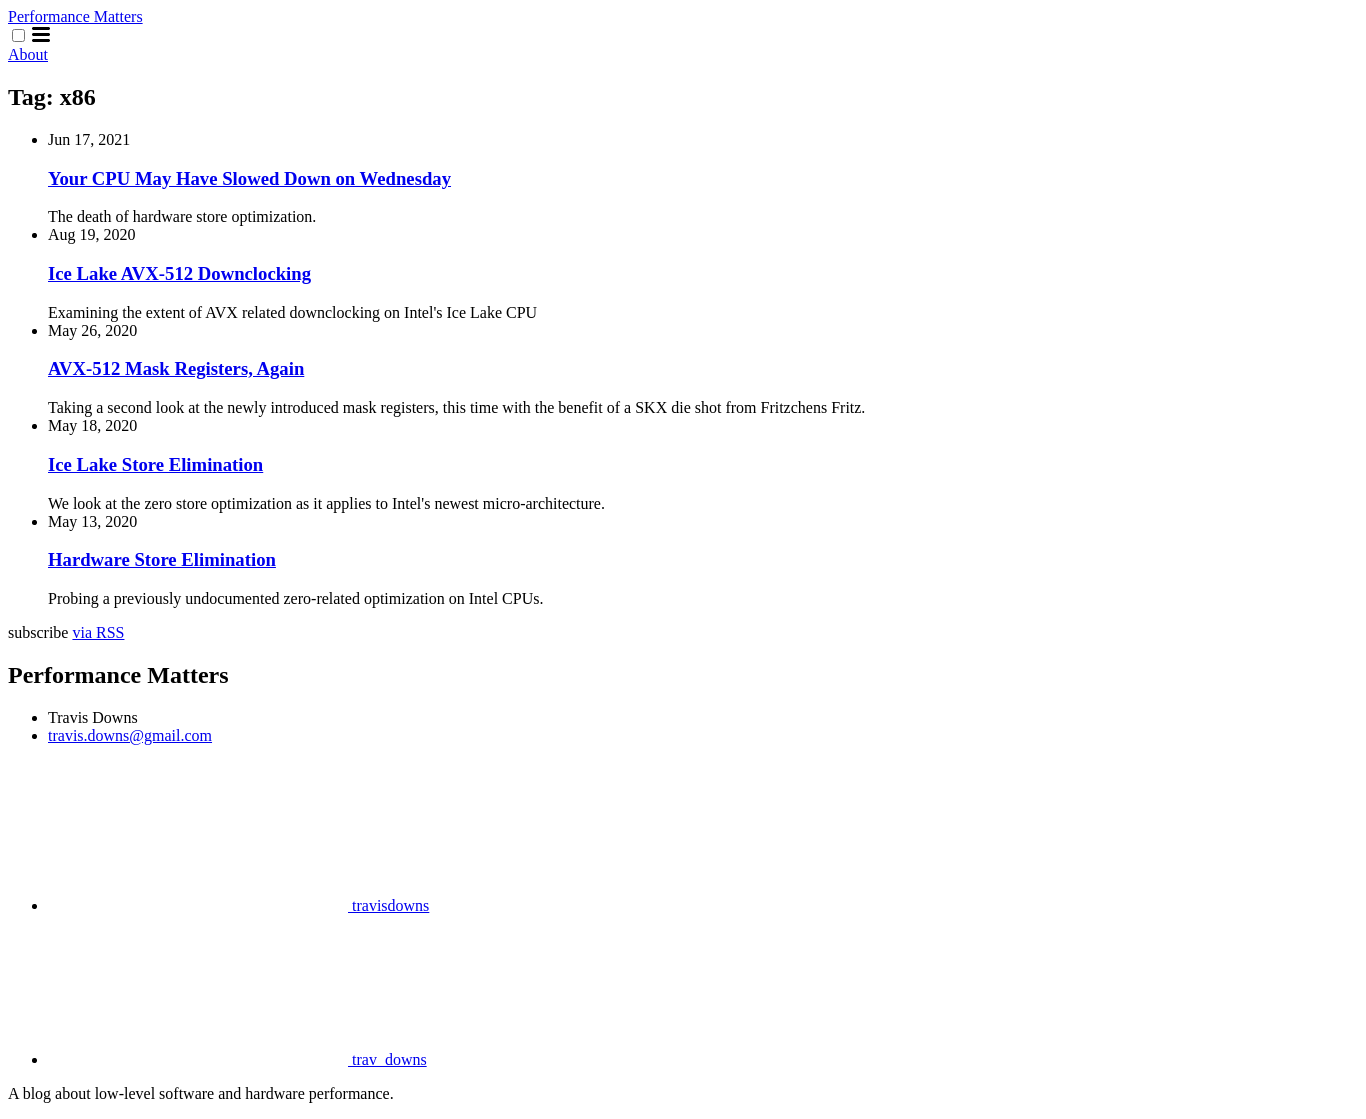 Performance Matters
About
Tag: x86
Jun 17, 2021
Your CPU May Have Slowed Down on Wednesday
The death of hardware store optimization.
Aug 19, 2020
Ice Lake AVX-512 Downclocking
Examining the extent of AVX related downclocking on Intel's Ice Lake CPU
May 26, 2020
AVX-512 Mask Registers, Again
Taking a second look at the newly introduced mask registers, this time with the benefit of a SKX die shot from Fritzchens Fritz.
May 18, 2020
Ice Lake Store Elimination
We look at the zero store optimization as it applies to Intel's newest micro-architecture.
May 13, 2020
Hardware Store Elimination
Probing a previously undocumented zero-related optimization on Intel CPUs.
subscribe via RSS
Performance Matters
Travis Downs
travis.downs@gmail.com
travisdowns
trav_downs
A blog about low-level software and hardware performance.